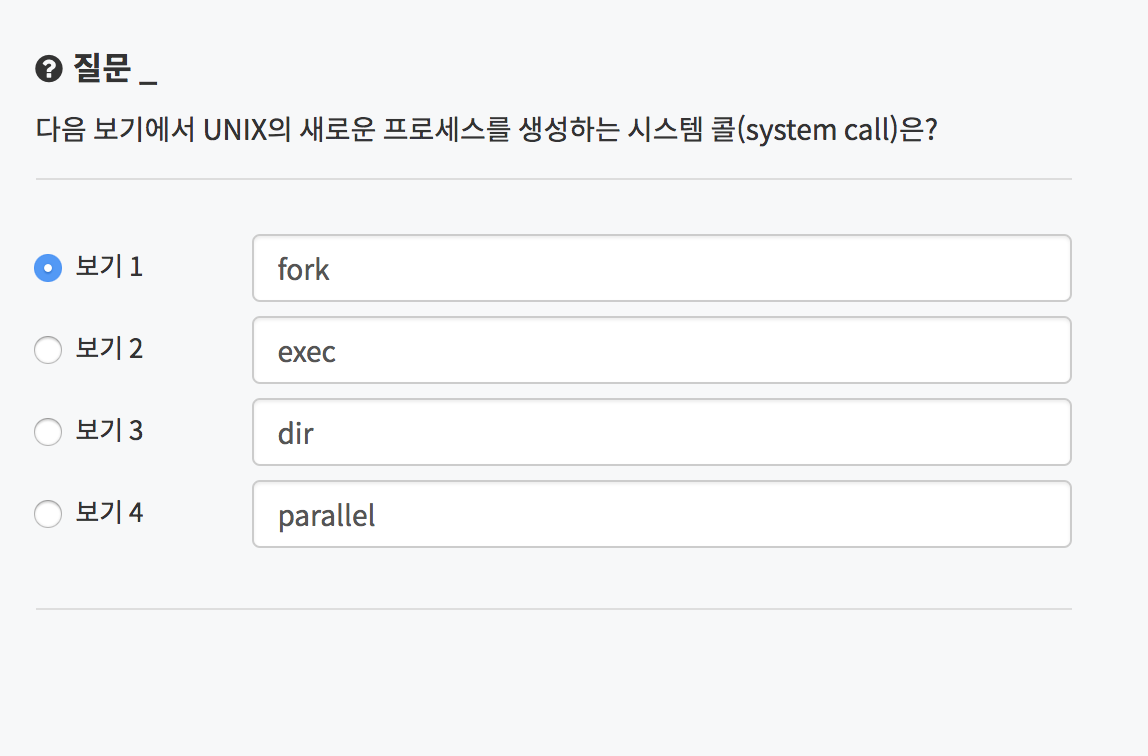 질문 _
다음 보기에서 UNIX의 새로운 프로세스를 생성하는 시스템 콜(system call)은?
보기 1 fork
보기 2 exec
보기 3 dir
보기 4 parallel